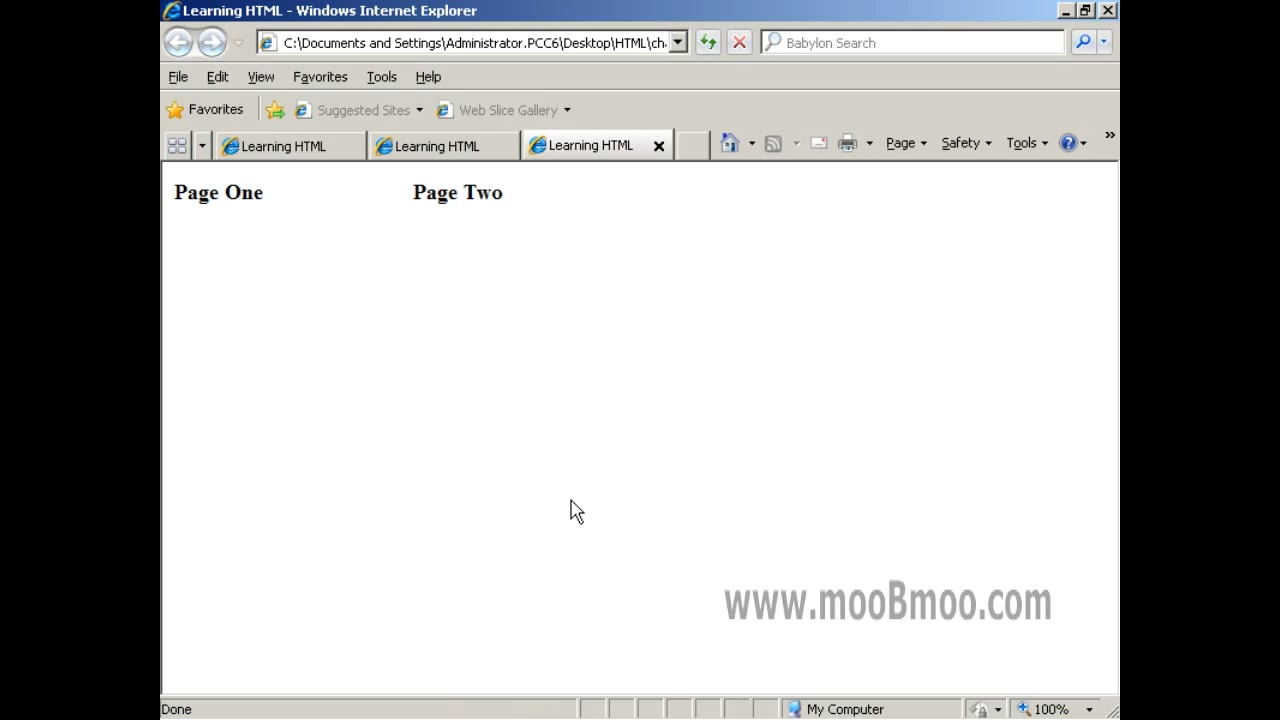 Learning HTML - Windows Internet Explorer
C:\Documents and Settings\Administrator.PCC6\Desktop\HTML\ch.
Babylon Search
File Edit View Favorites Tools Help
Favorites Suggested Sites Web Slice Gallery
Learning HTML Learning HTML Learning HTML Page Safety Tools
Page One Page Two
www.mooBmoo.com
Done My Computer 100%